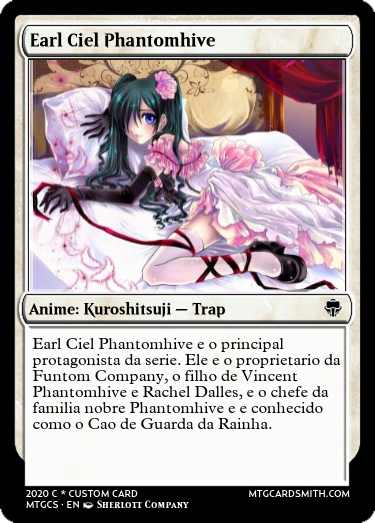 Earl Ciel Phantomhive
Anime: Kuroshitsuji — Trap
Earl Ciel Phantomhive e o principal
protagonista da serie. Ele e o proprietario da
Funtom Company, o filho de Vincent
Phantomhive e Rachel Dalles, e o chefe da
familia nobre Phantomhive e e conhecido
como o Cao de Guarda da Rainha.
2020 C * CUSTOM CARD
MTGCARDSMITH.COM
MTGCS · EN Sherlott Company